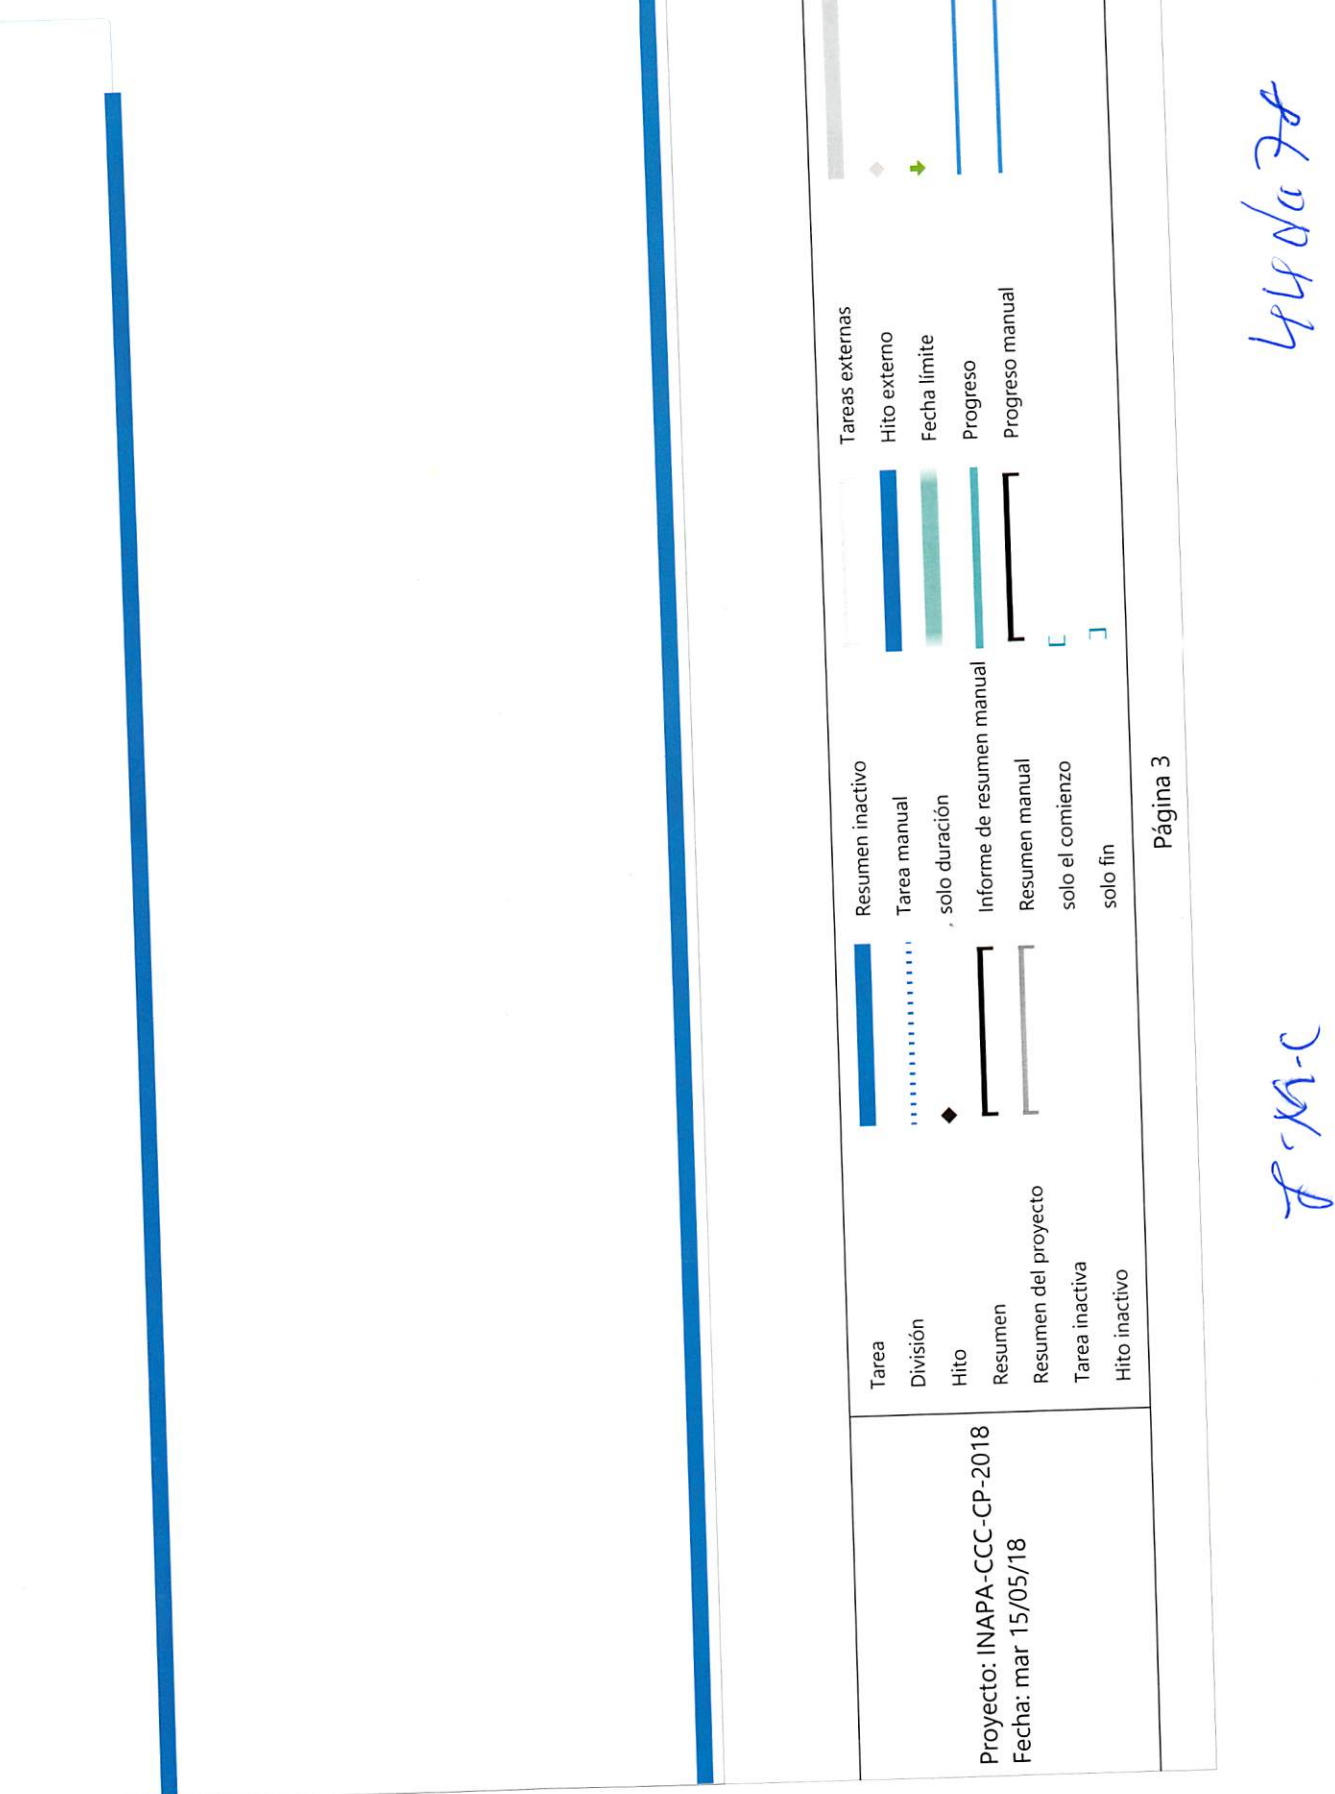 Proyecto: INAPA-CCC-CP-2018
Fecha: mar 15/05/18
Tarea
División
Hito
Resumen
Resumen del proyecto
Tarea inactiva
Hito inactivo
Resumen inactivo
Tarea manual
solo duración
Informe de resumen manual
Resumen manual
solo el comienzo
solo fin
Tareas externas
Hito externo
Fecha límite
Progreso
Progreso manual
Página 3